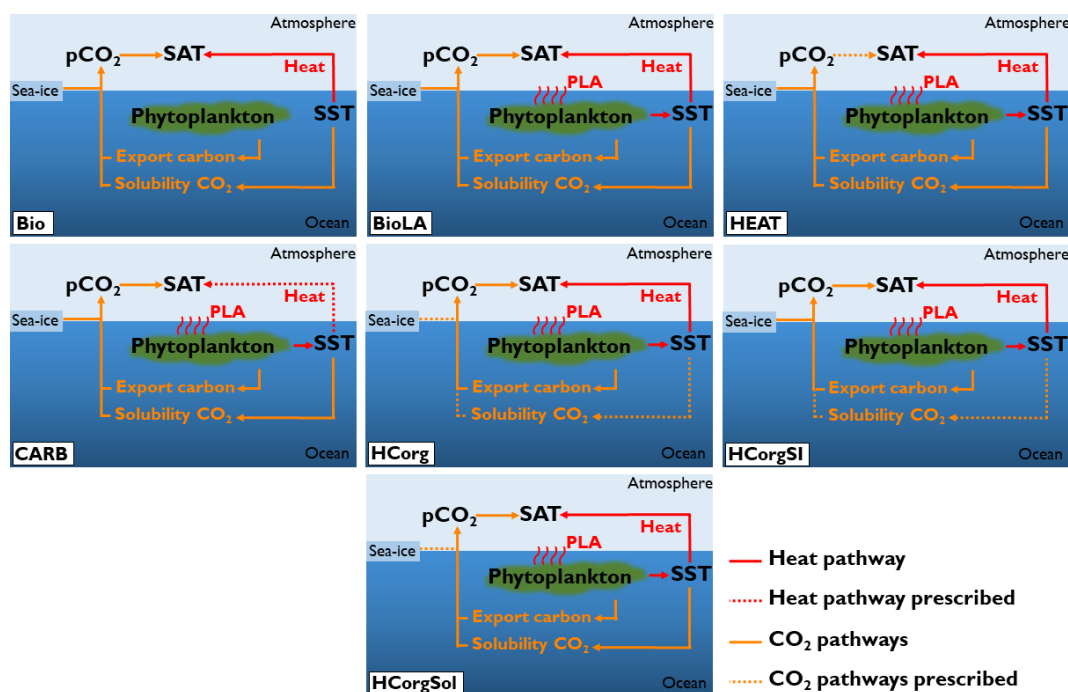 Atmosphere
pCO₂ SAT
Heat
Sea-ice
Phytoplankton SST
Export carbon
Solubility CO₂
Bio
Ocean
Atmosphere
pCO₂ SAT
Heat
PLA
Sea-ice
Phytoplankton SST
Export carbon
Solubility CO₂
BioLA
Ocean
Atmosphere
pCO₂ SAT
Heat
PLA
Sea-ice
Phytoplankton SST
Export carbon
Solubility CO₂
HEAT
Ocean
Atmosphere
pCO₂ SAT
Heat
PLA
Sea-ice
Phytoplankton SST
Export carbon
Solubility CO₂
CARB
Ocean
Atmosphere
pCO₂ SAT
Heat
PLA
Sea-ice
Phytoplankton SST
Export carbon
Solubility CO₂
HCorg
Ocean
Atmosphere
pCO₂ SAT
Heat
PLA
Sea-ice
Phytoplankton SST
Export carbon
Solubility CO₂
HCorgSI
Ocean
Atmosphere
pCO₂ SAT
Heat
PLA
Sea-ice
Phytoplankton SST
Export carbon
Solubility CO₂
HCorgSol
Ocean
Heat pathway
Heat pathway prescribed
CO₂ pathways
CO₂ pathways prescribed